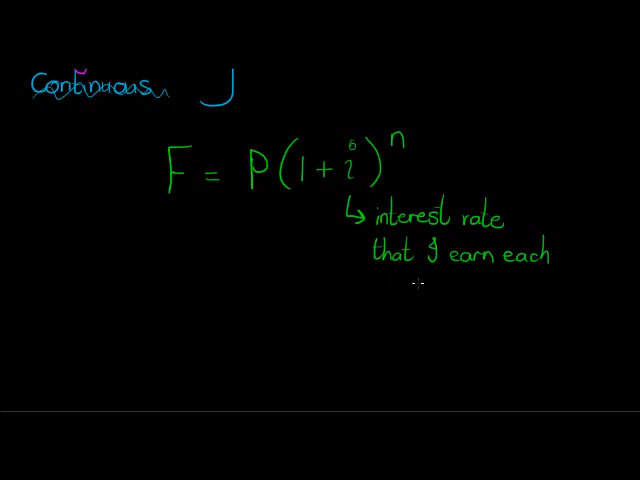 Continuous J
F = P(1 + i)^n
↳ interest rate
that I earn each